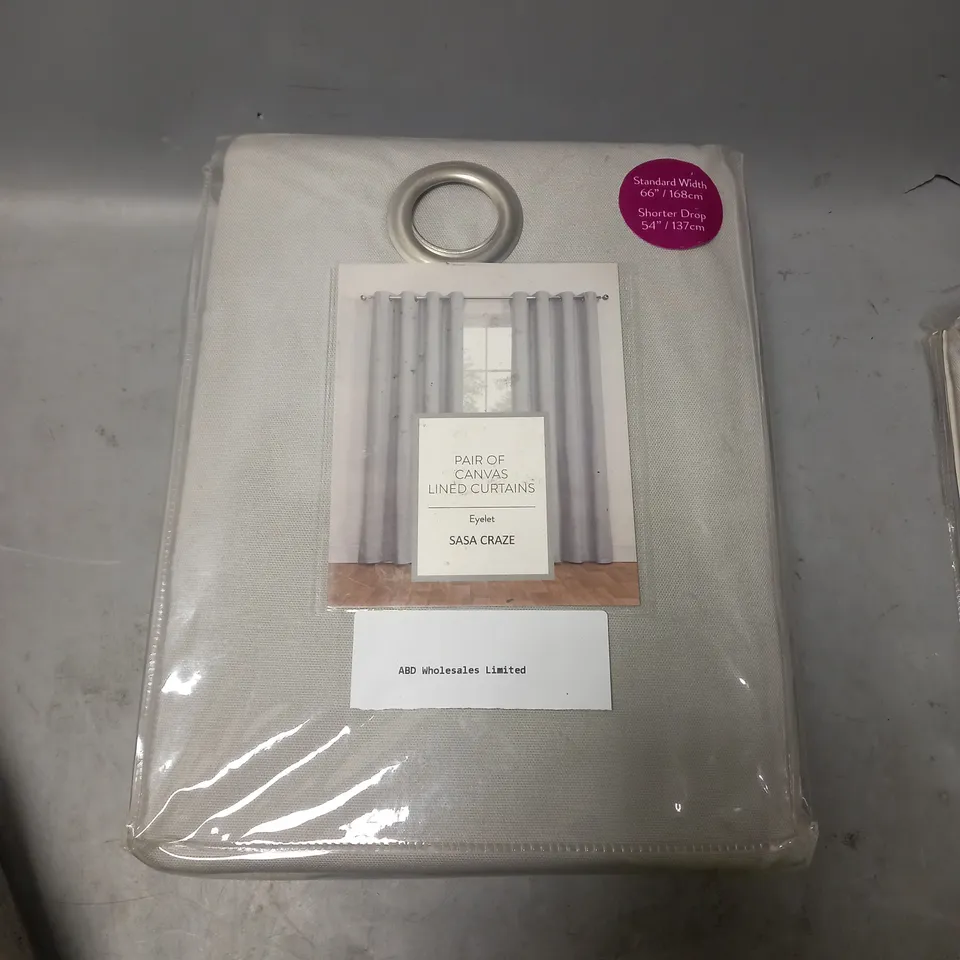 Standard Width
66" / 168cm
Shorter Drop
54" / 137cm
PAIR OF
CANVAS
LINED CURTAINS
Eyelet
SASA CRAZE
ABD Wholesales Limited